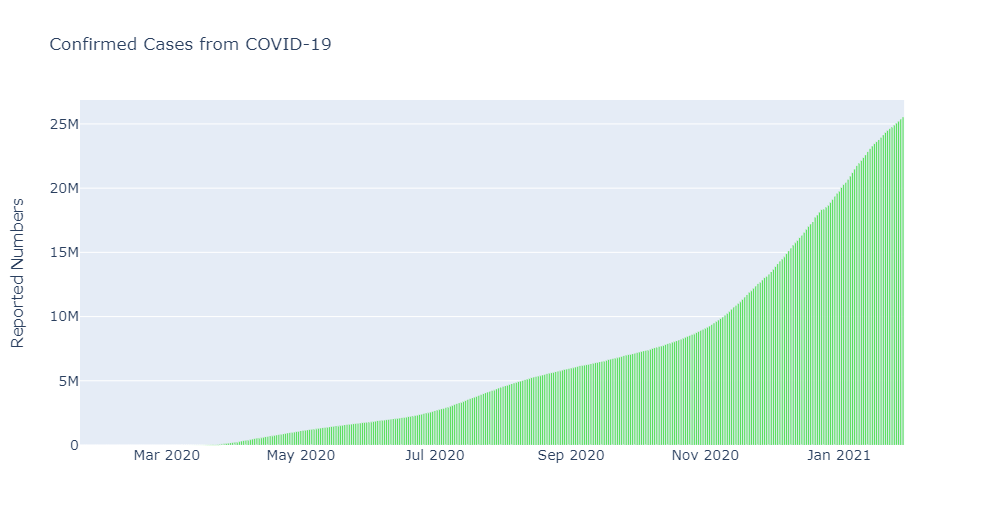 Confirmed Cases from COVID-19
Reported Numbers
25M
20M
15M
10M
5M
0
Mar 2020
May 2020
Jul 2020
Sep 2020
Nov 2020
Jan 2021